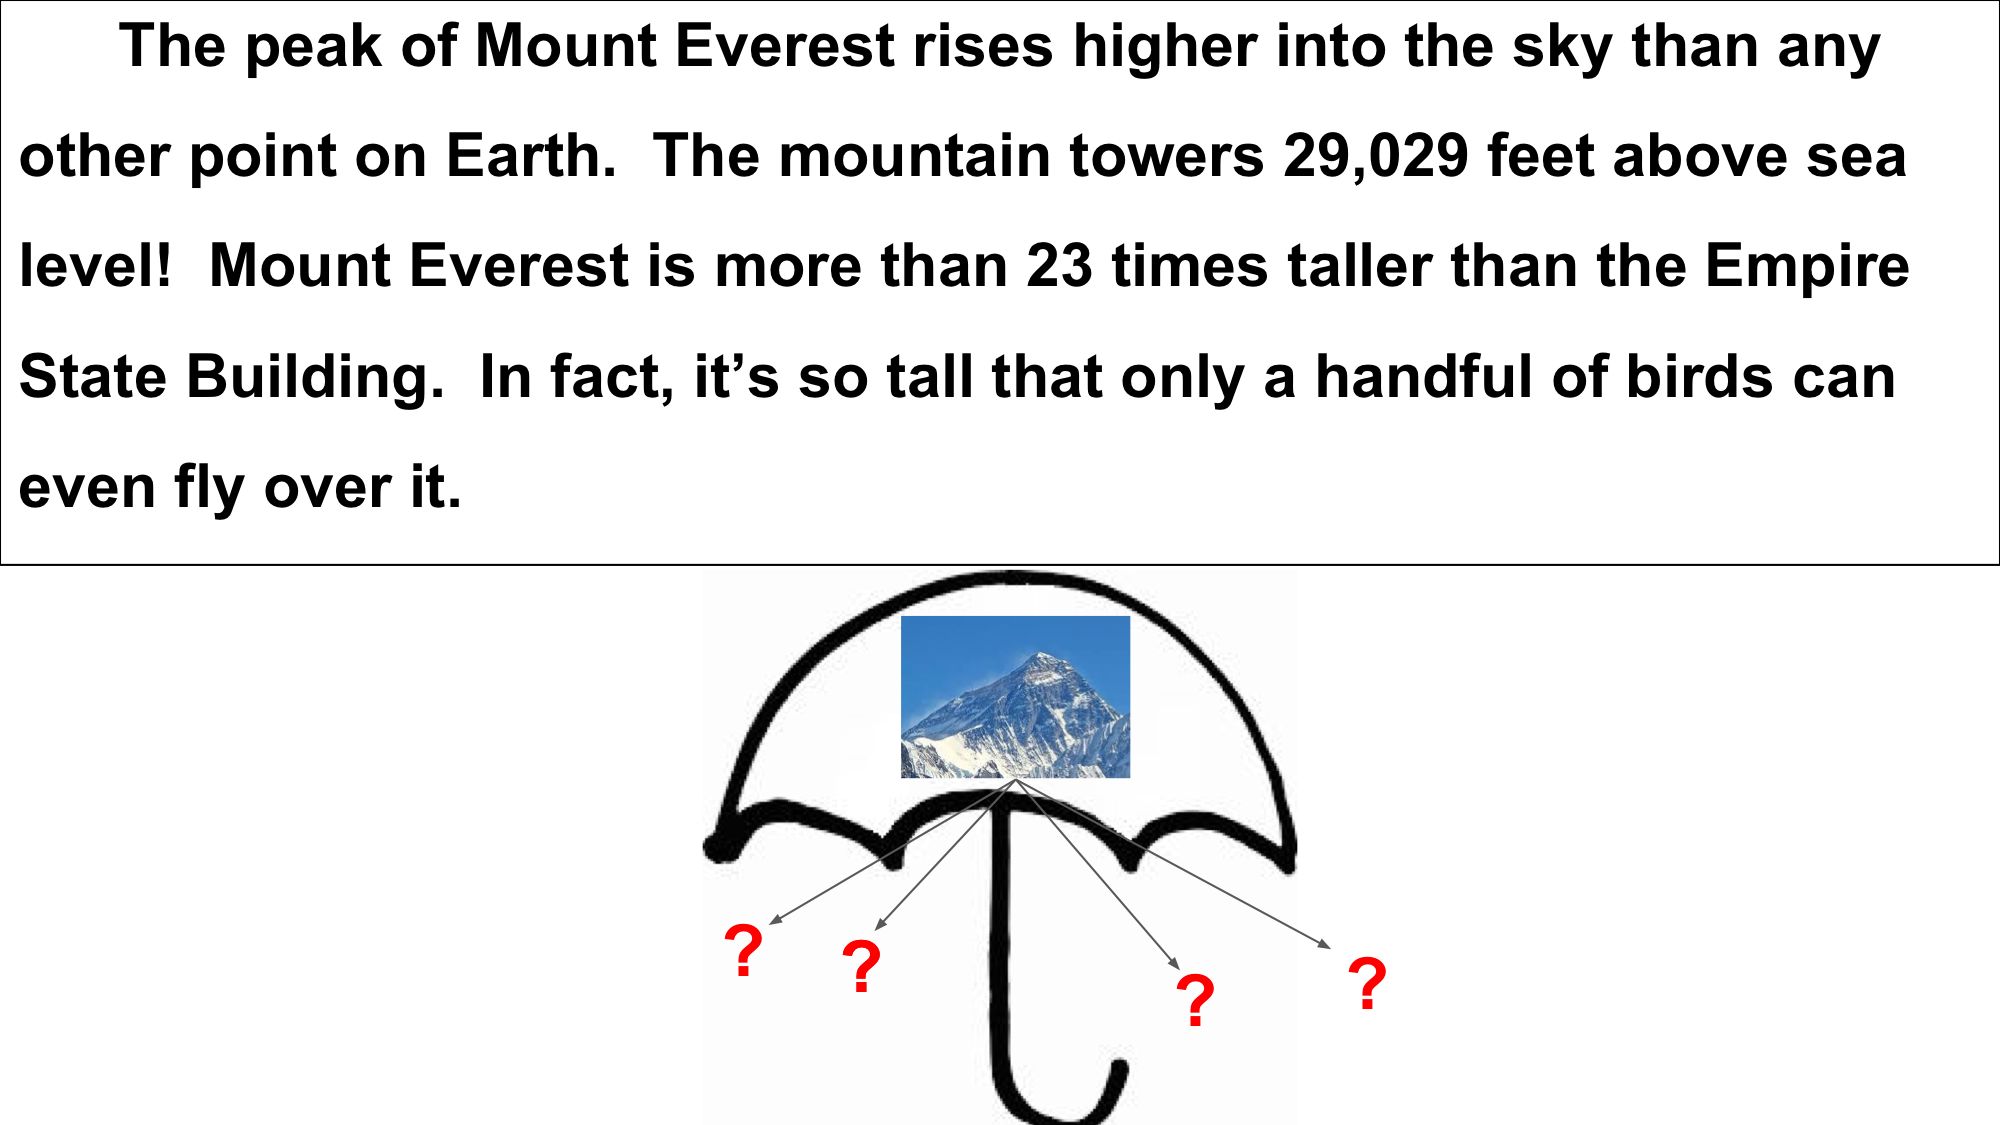 The peak of Mount Everest rises higher into the sky than any
other point on Earth.  The mountain towers 29,029 feet above sea
level!  Mount Everest is more than 23 times taller than the Empire
State Building.  In fact, it’s so tall that only a handful of birds can
even fly over it.
? ? ? ?